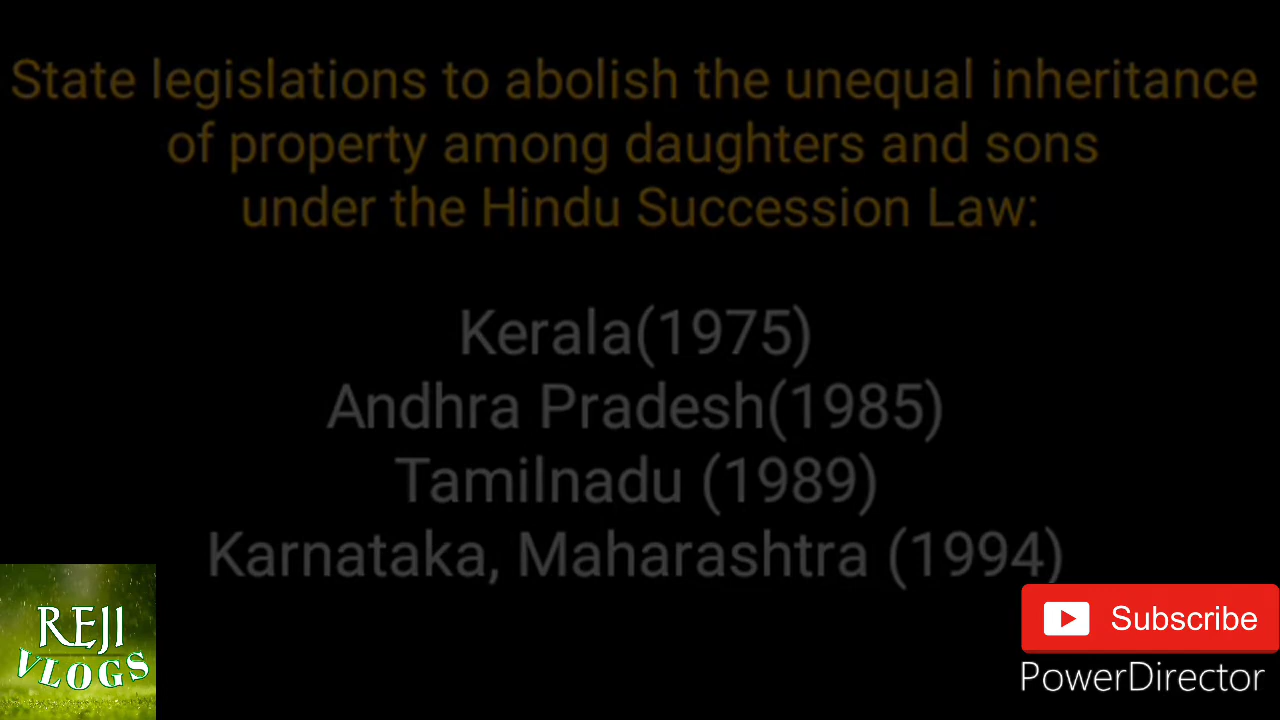 State legislations to abolish the unequal inheritance
of property among daughters and sons
under the Hindu Succession Law:
Kerala(1975)
Andhra Pradesh(1985)
Tamilnadu (1989)
Karnataka, Maharashtra (1994)
REJI
VLOGS
Subscribe
PowerDirector